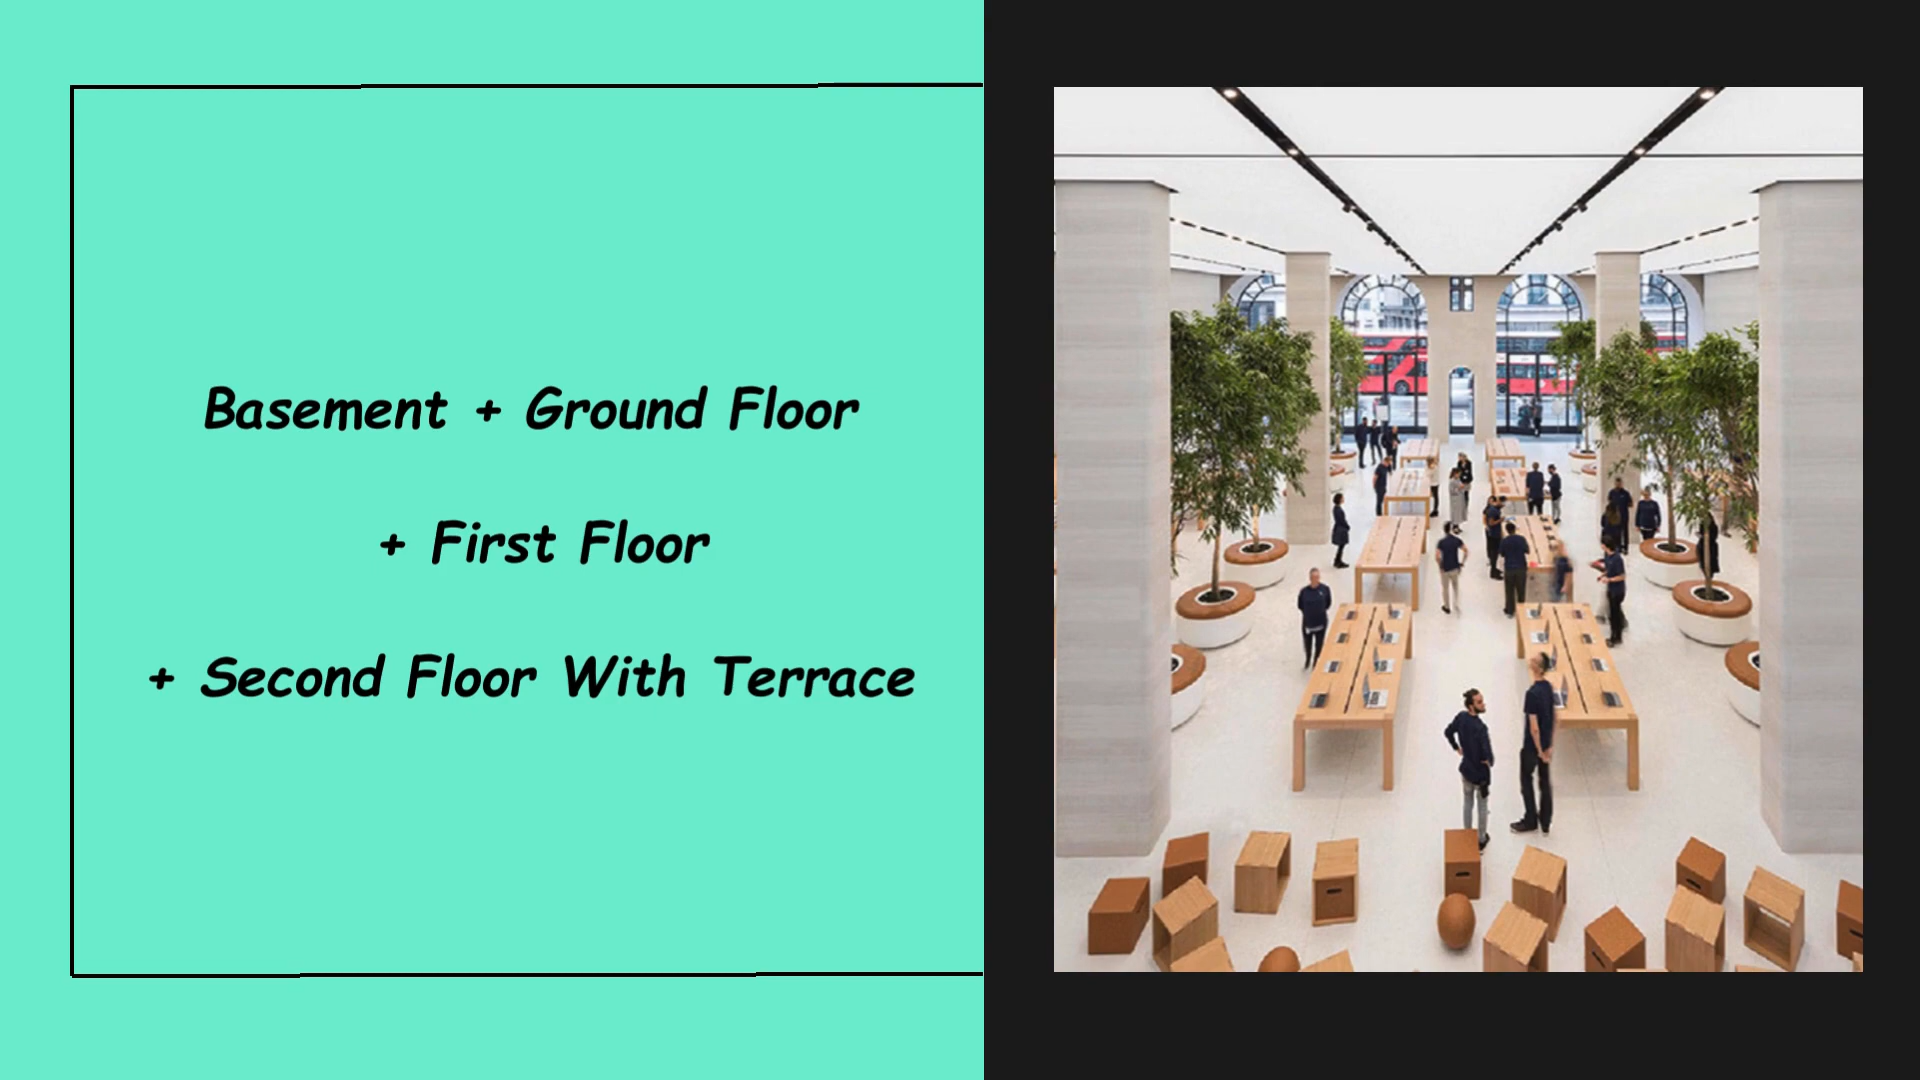 Basement + Ground Floor
+ First Floor
+ Second Floor With Terrace